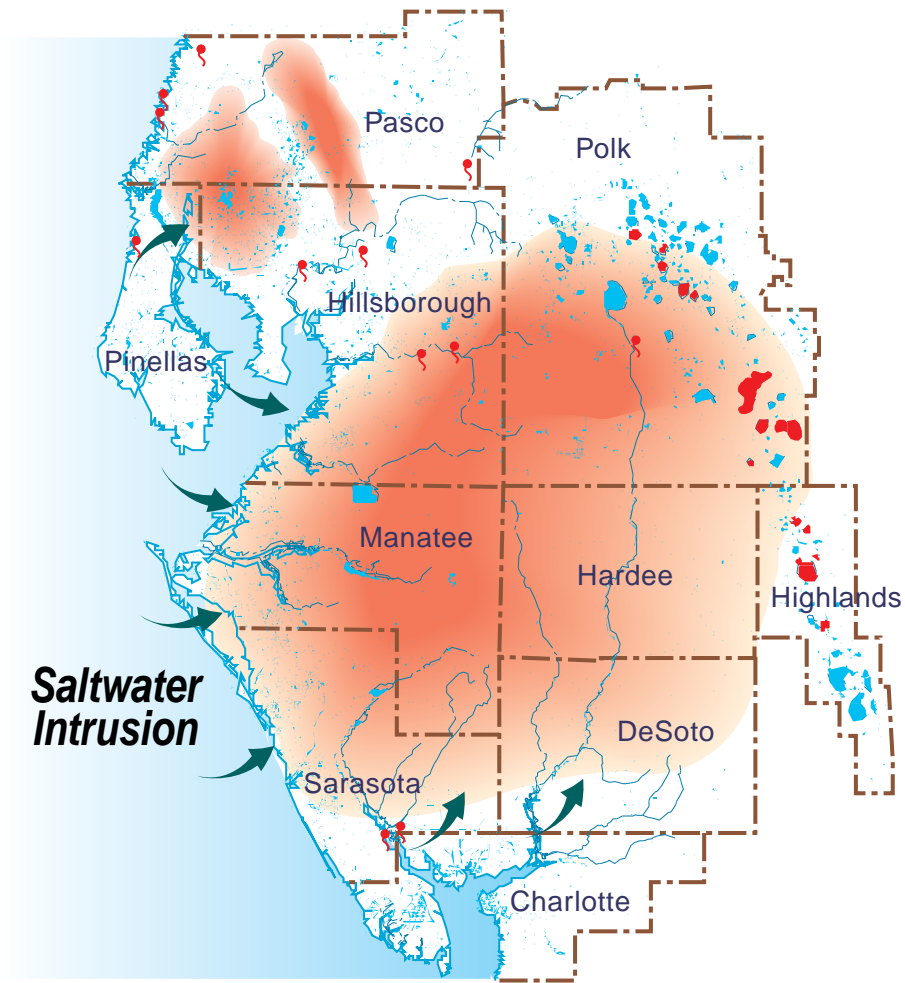 Pasco
Polk
Hillsborough
Pinellas
Manatee
Hardee
Highlands
Saltwater
Intrusion
DeSoto
Sarasota
Charlotte